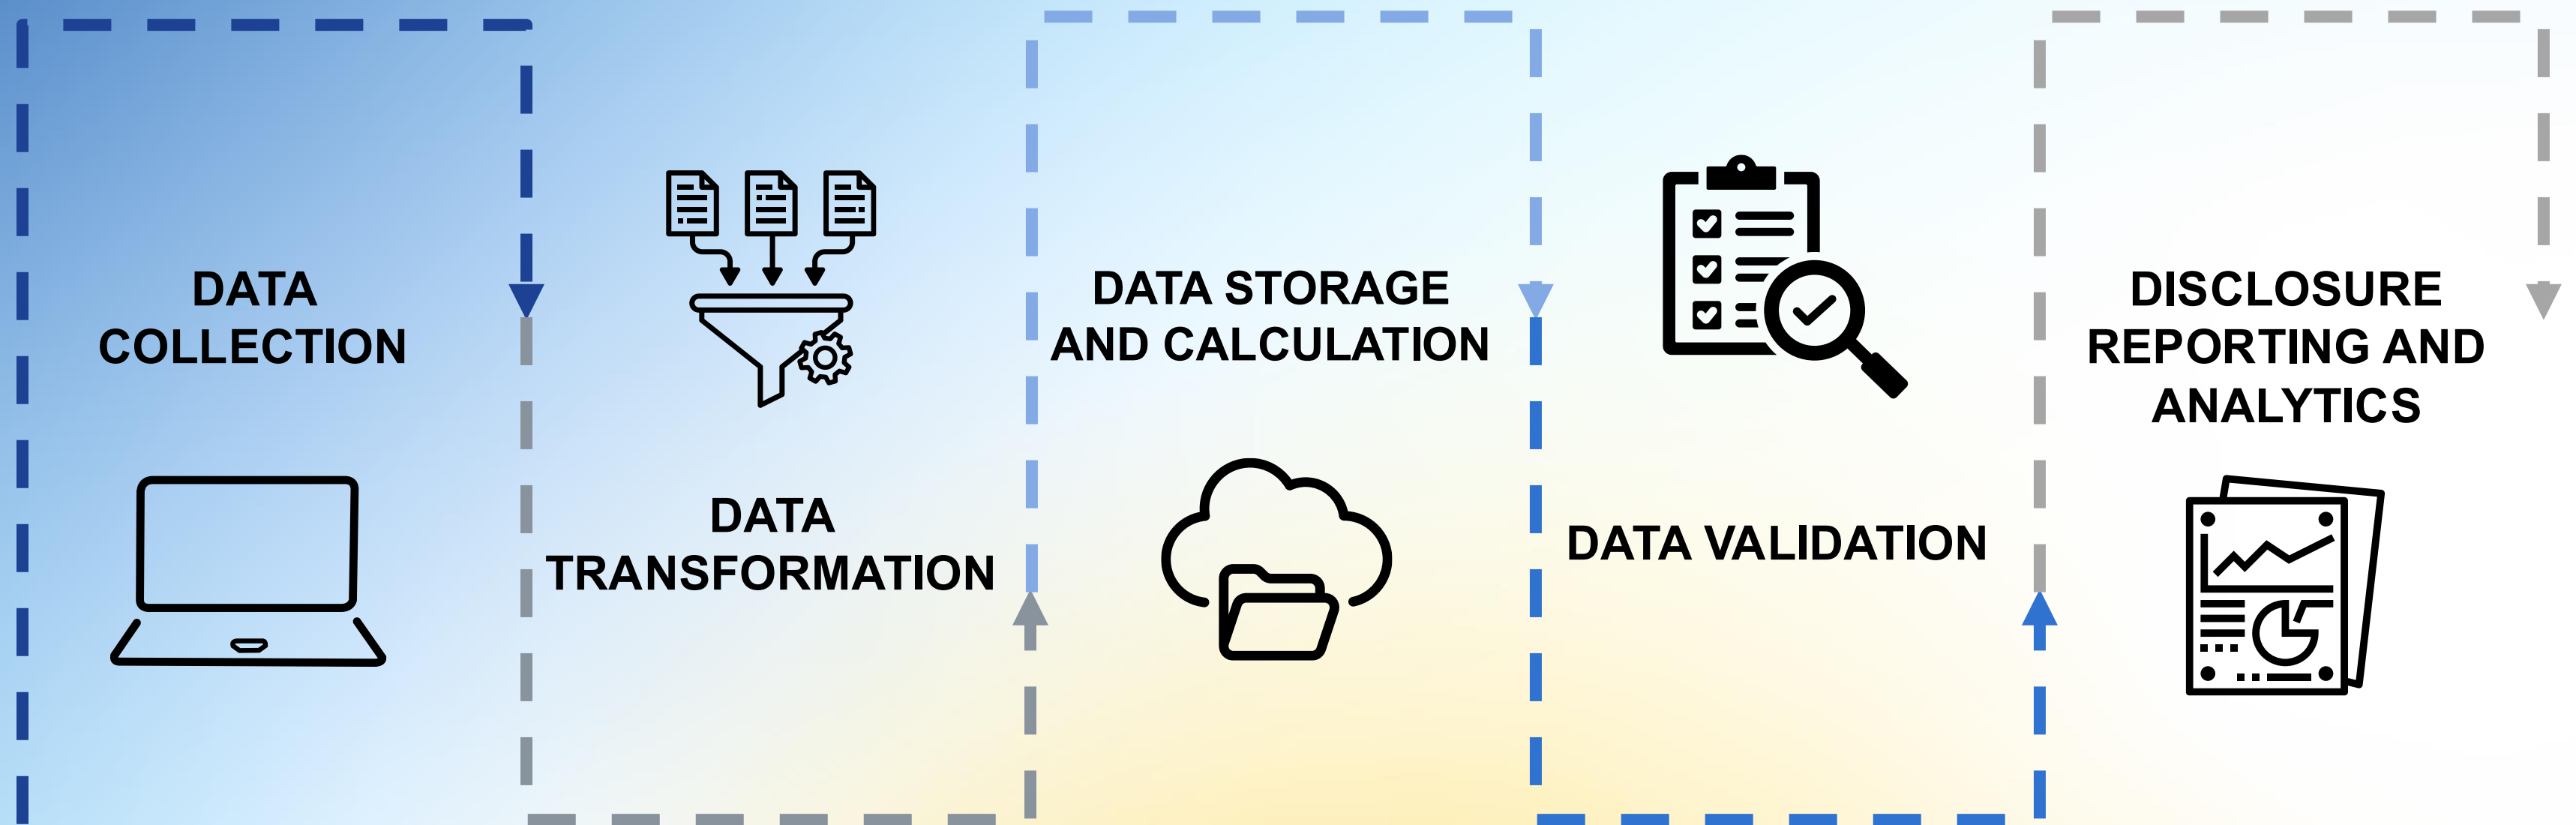 DATA
COLLECTION
DATA
TRANSFORMATION
DATA STORAGE
AND CALCULATION
DATA VALIDATION
DISCLOSURE
REPORTING AND
ANALYTICS